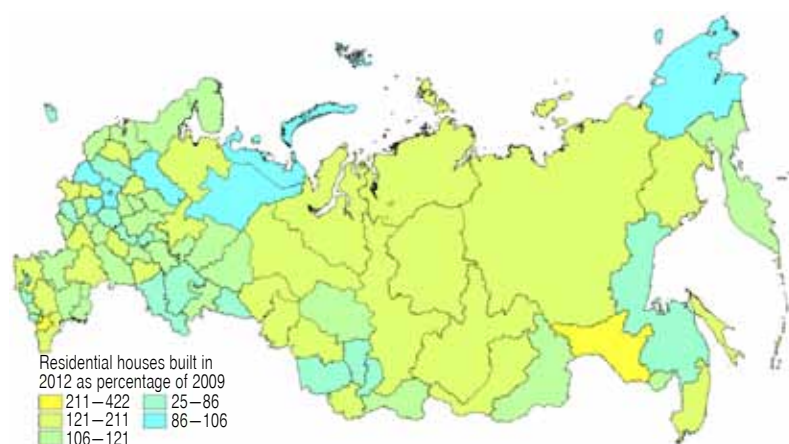 Residential houses built in
2012 as percentage of 2009
211–422
121–211
106–121
25–86
86–106